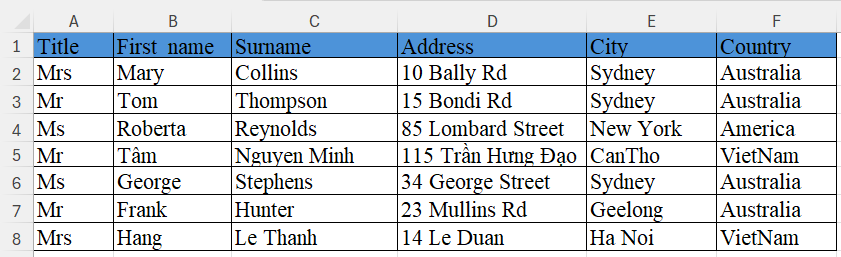 A B C D E F
1 Title First name Surname Address City Country
2 Mrs Mary Collins 10 Bally Rd Sydney Australia
3 Mr Tom Thompson 15 Bondi Rd Sydney Australia
4 Ms Roberta Reynolds 85 Lombard Street New York America
5 Mr Tâm Nguyen Minh 115 Trần Hưng Đạo CanTho VietNam
6 Ms George Stephens 34 George Street Sydney Australia
7 Mr Frank Hunter 23 Mullins Rd Geelong Australia
8 Mrs Hang Le Thanh 14 Le Duan Ha Noi VietNam